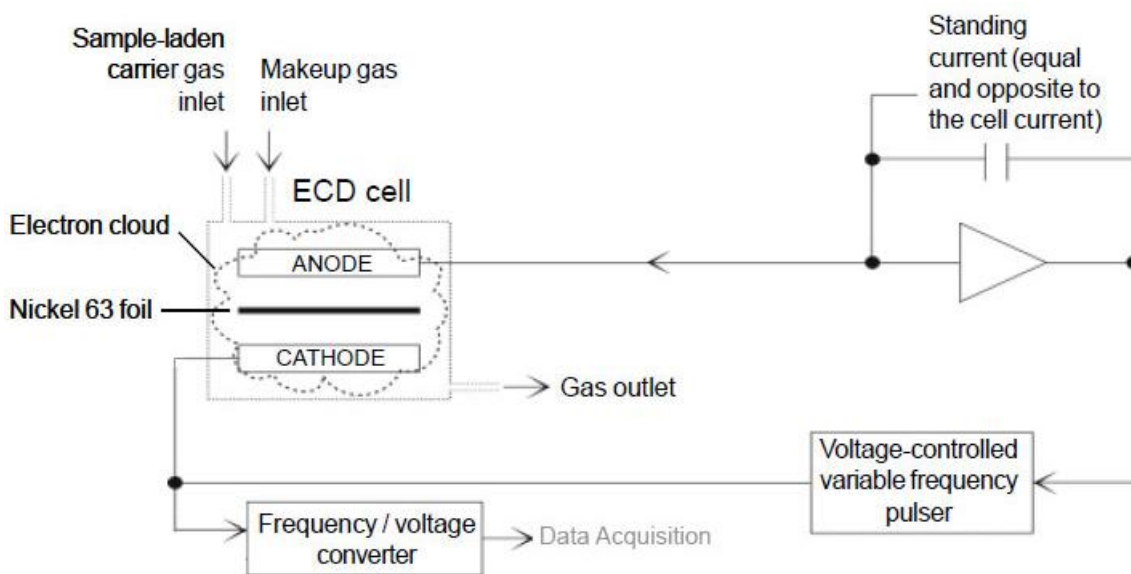 Sample-laden
carrier gas
inlet
Makeup gas
inlet
Standing
current (equal
and opposite to
the cell current)
ECD cell
Electron cloud
ANODE
Nickel 63 foil
CATHODE
Gas outlet
Voltage-controlled
variable frequency
pulser
Frequency / voltage
converter
Data Acquisition